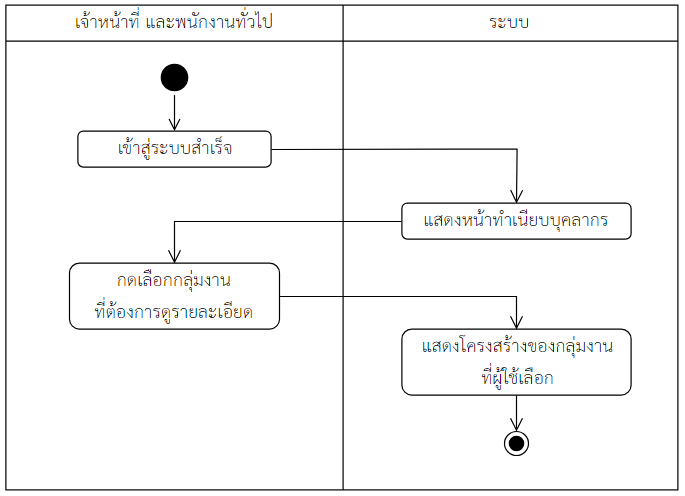 เจ้าหน้าที่ และพนักงานทั่วไป
ระบบ
เข้าสู่ระบบสำเร็จ
แสดงหน้าทำเนียบบุคลากร
กดเลือกกลุ่มงาน
ที่ต้องการดูรายละเอียด
แสดงโครงสร้างของกลุ่มงาน
ที่ผู้ใช้เลือก